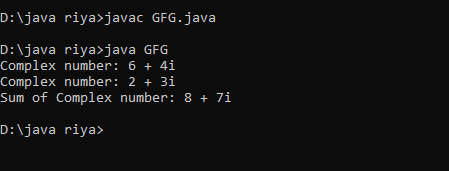 D:\java riya>javac GFG.java
D:\java riya>java GFG
Complex number: 6 + 4i
Complex number: 2 + 3i
Sum of Complex number: 8 + 7i
D:\java riya>